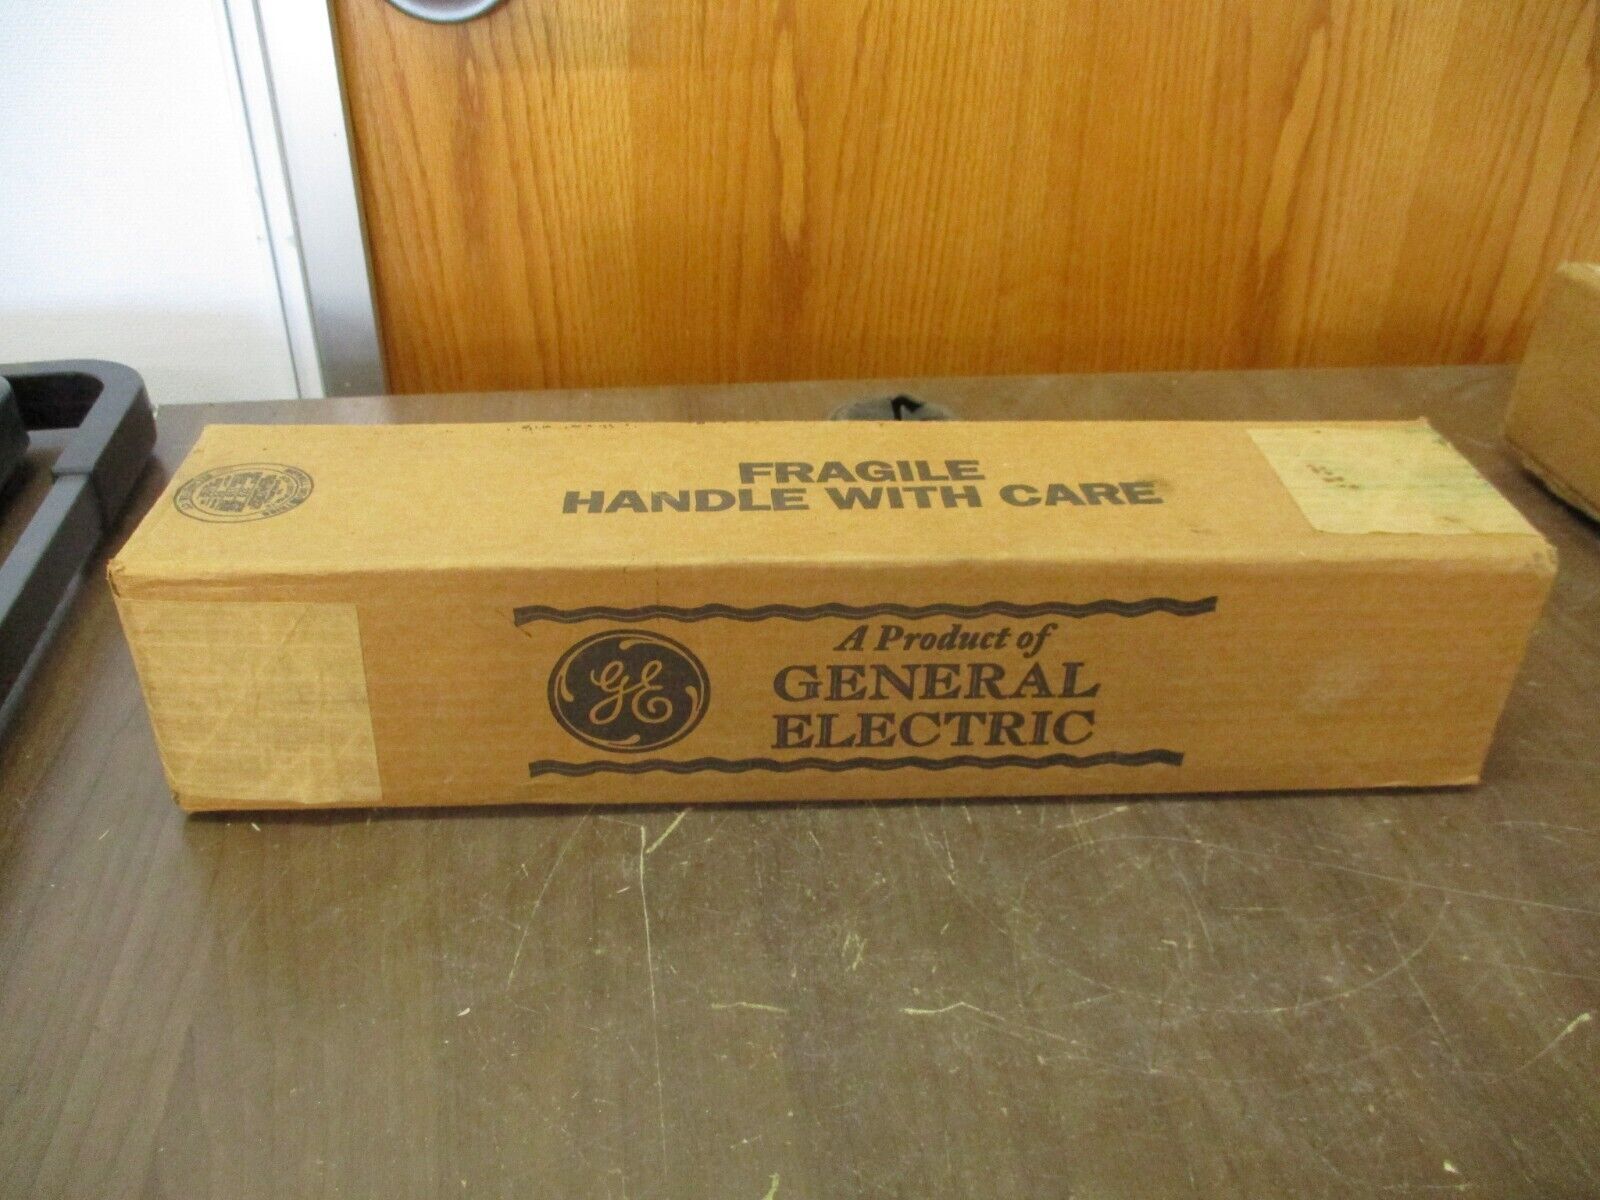 FRAGILE
HANDLE WITH CARE
A Product of
GE
GENERAL
ELECTRIC